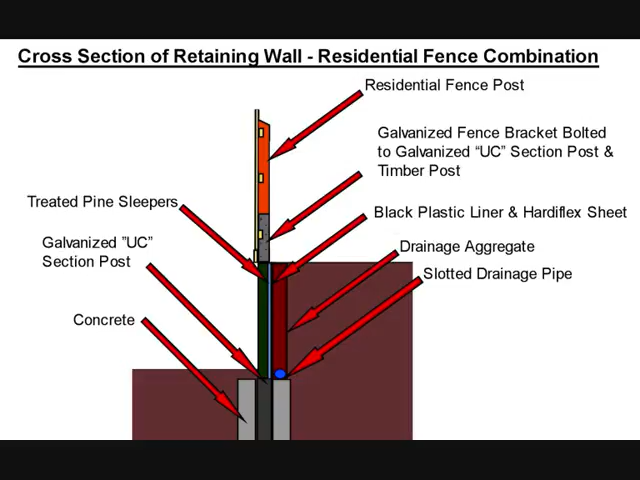 Cross Section of Retaining Wall - Residential Fence Combination
Residential Fence Post
Galvanized Fence Bracket Bolted
to Galvanized “UC” Section Post &
Timber Post
Treated Pine Sleepers
Black Plastic Liner & Hardiflex Sheet
Galvanized ”UC”
Section Post
Drainage Aggregate
Slotted Drainage Pipe
Concrete